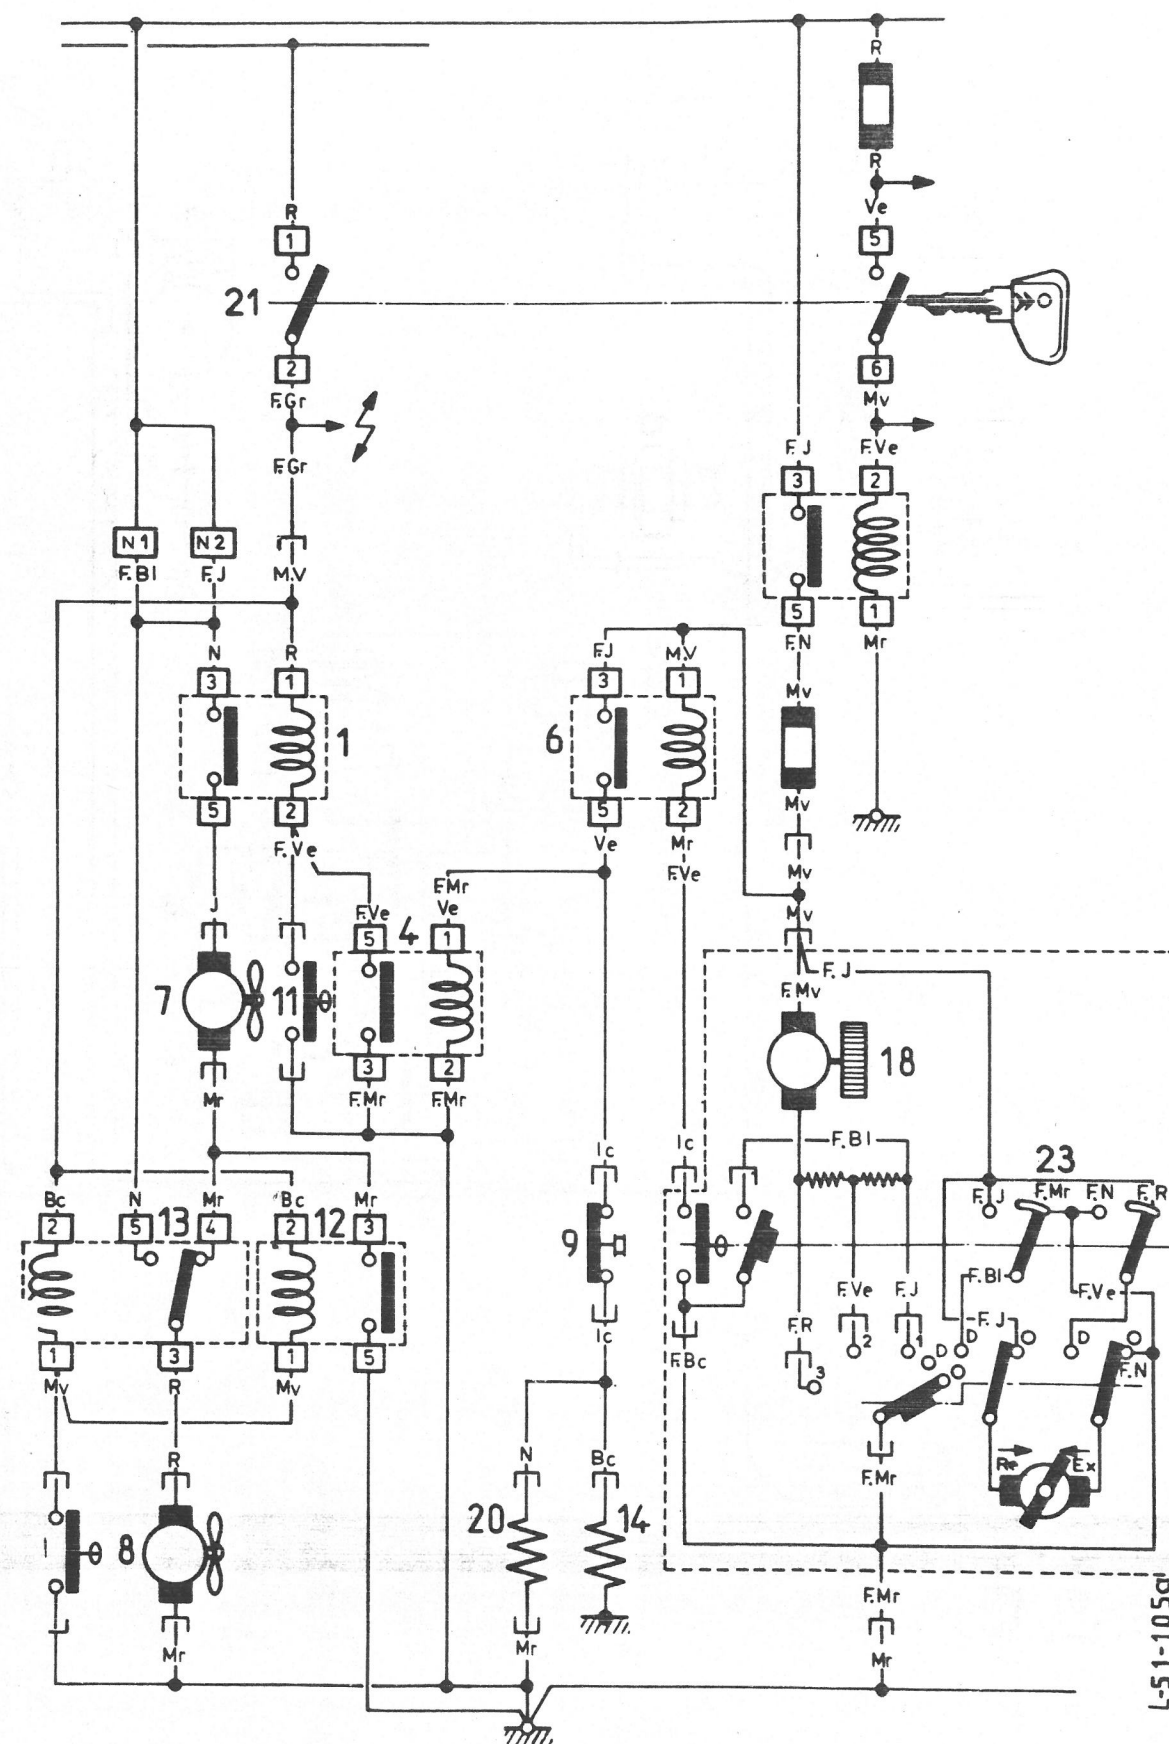 R
R
R
Ve
1
5
21
2
6
F.Gr
Mv
F.Gr
F.J
F.Ve
3
2
N1
N2
F.Bl
F.J
M.V
5
1
F.N
Mr
N
R
F.J
M.V
Mv
3
1
3
1
1
6
5
2
5
2
Mv
F.Ve
Ve
Mr
F.Ve
Mv
F.Mr
Ve
J
F.Ve
4
Mv
5
1
F.J
F.Mv
7
11
18
3
2
Mr
F.Mr
F.Mr
F.Bl
Ic
Ic
23
Bc
N
Mr
Bc
Mr
F.J
F.Mr
F.N
F.R
2
5
13
4
2
12
3
9
F.Bl
F.Ve
F.J
F.Ve
Ic
F.R
F.J
1
3
1
5
2
1
D
D
D
F.Bc
F.N
Mv
R
Mv
3
R
N
Bc
F.Mr
Re
Ex
20
14
8
F.Mr
Mr
Mr
Mr
L-51-105a